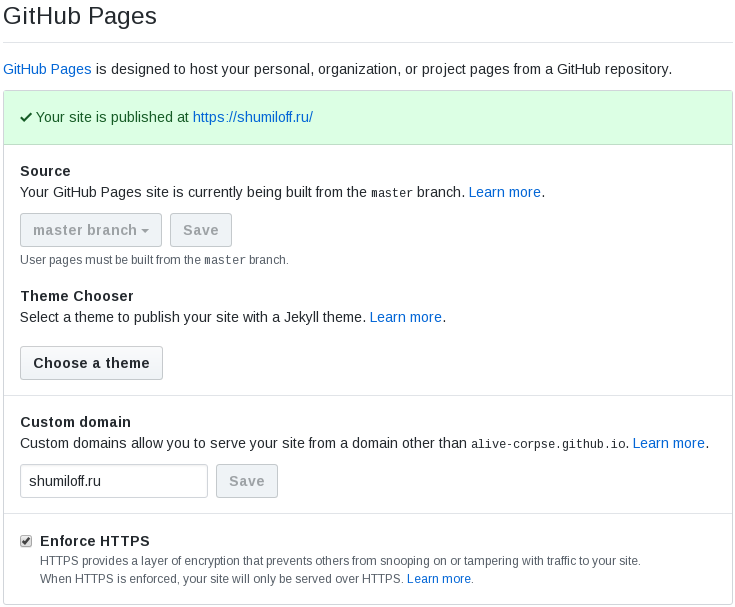 GitHub Pages
GitHub Pages is designed to host your personal, organization, or project pages from a GitHub repository.
Your site is published at https://shumiloff.ru/
Source
Your GitHub Pages site is currently being built from the master branch. Learn more.
master branch Save
User pages must be built from the master branch.
Theme Chooser
Select a theme to publish your site with a Jekyll theme. Learn more.
Choose a theme
Custom domain
Custom domains allow you to serve your site from a domain other than alive-corpse.github.io. Learn more.
shumiloff.ru Save
Enforce HTTPS
HTTPS provides a layer of encryption that prevents others from snooping on or tampering with traffic to your site.
When HTTPS is enforced, your site will only be served over HTTPS. Learn more.